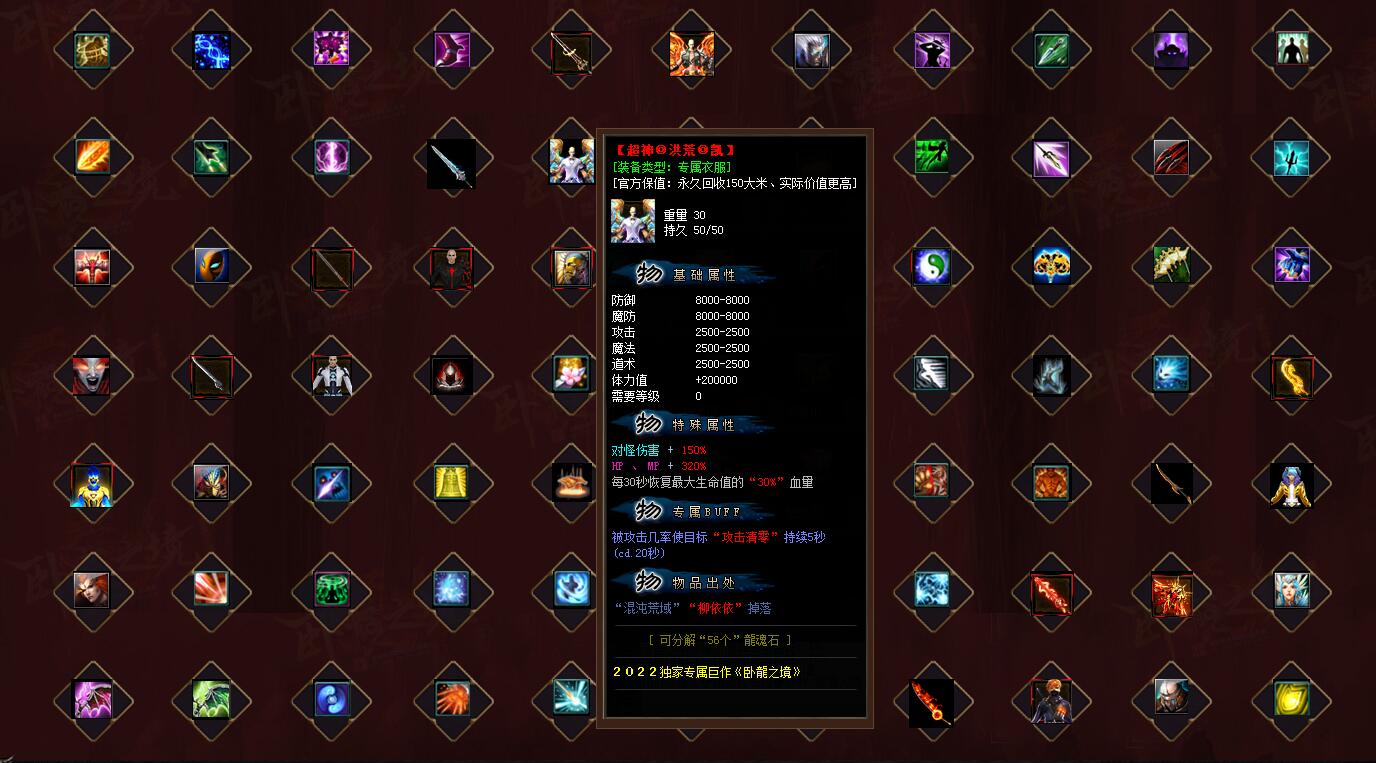 【超神❂洪荒❂凯】
[装备类型：专属衣服]
[官方保值：永久回收150大米、实际价值更高]
重量 30
持久 50/50
物 基础属性
防御 8000-8000
魔防 8000-8000
攻击 2500-2500
魔法 2500-2500
道术 2500-2500
体力值 +200000
需要等级 0
物 特殊属性
对怪伤害 + 150%
HP 、 MP + 320%
每30秒恢复最大生命值的“30%”血量
物 专属BUFF
被攻击几率使目标“攻击清零”持续5秒
(cd.20秒)
物 物品出处
“混沌荒域”“柳依依”掉落
[ 可分解“56个”龍魂石 ]
２０２２独家专属巨作《卧龍之境》